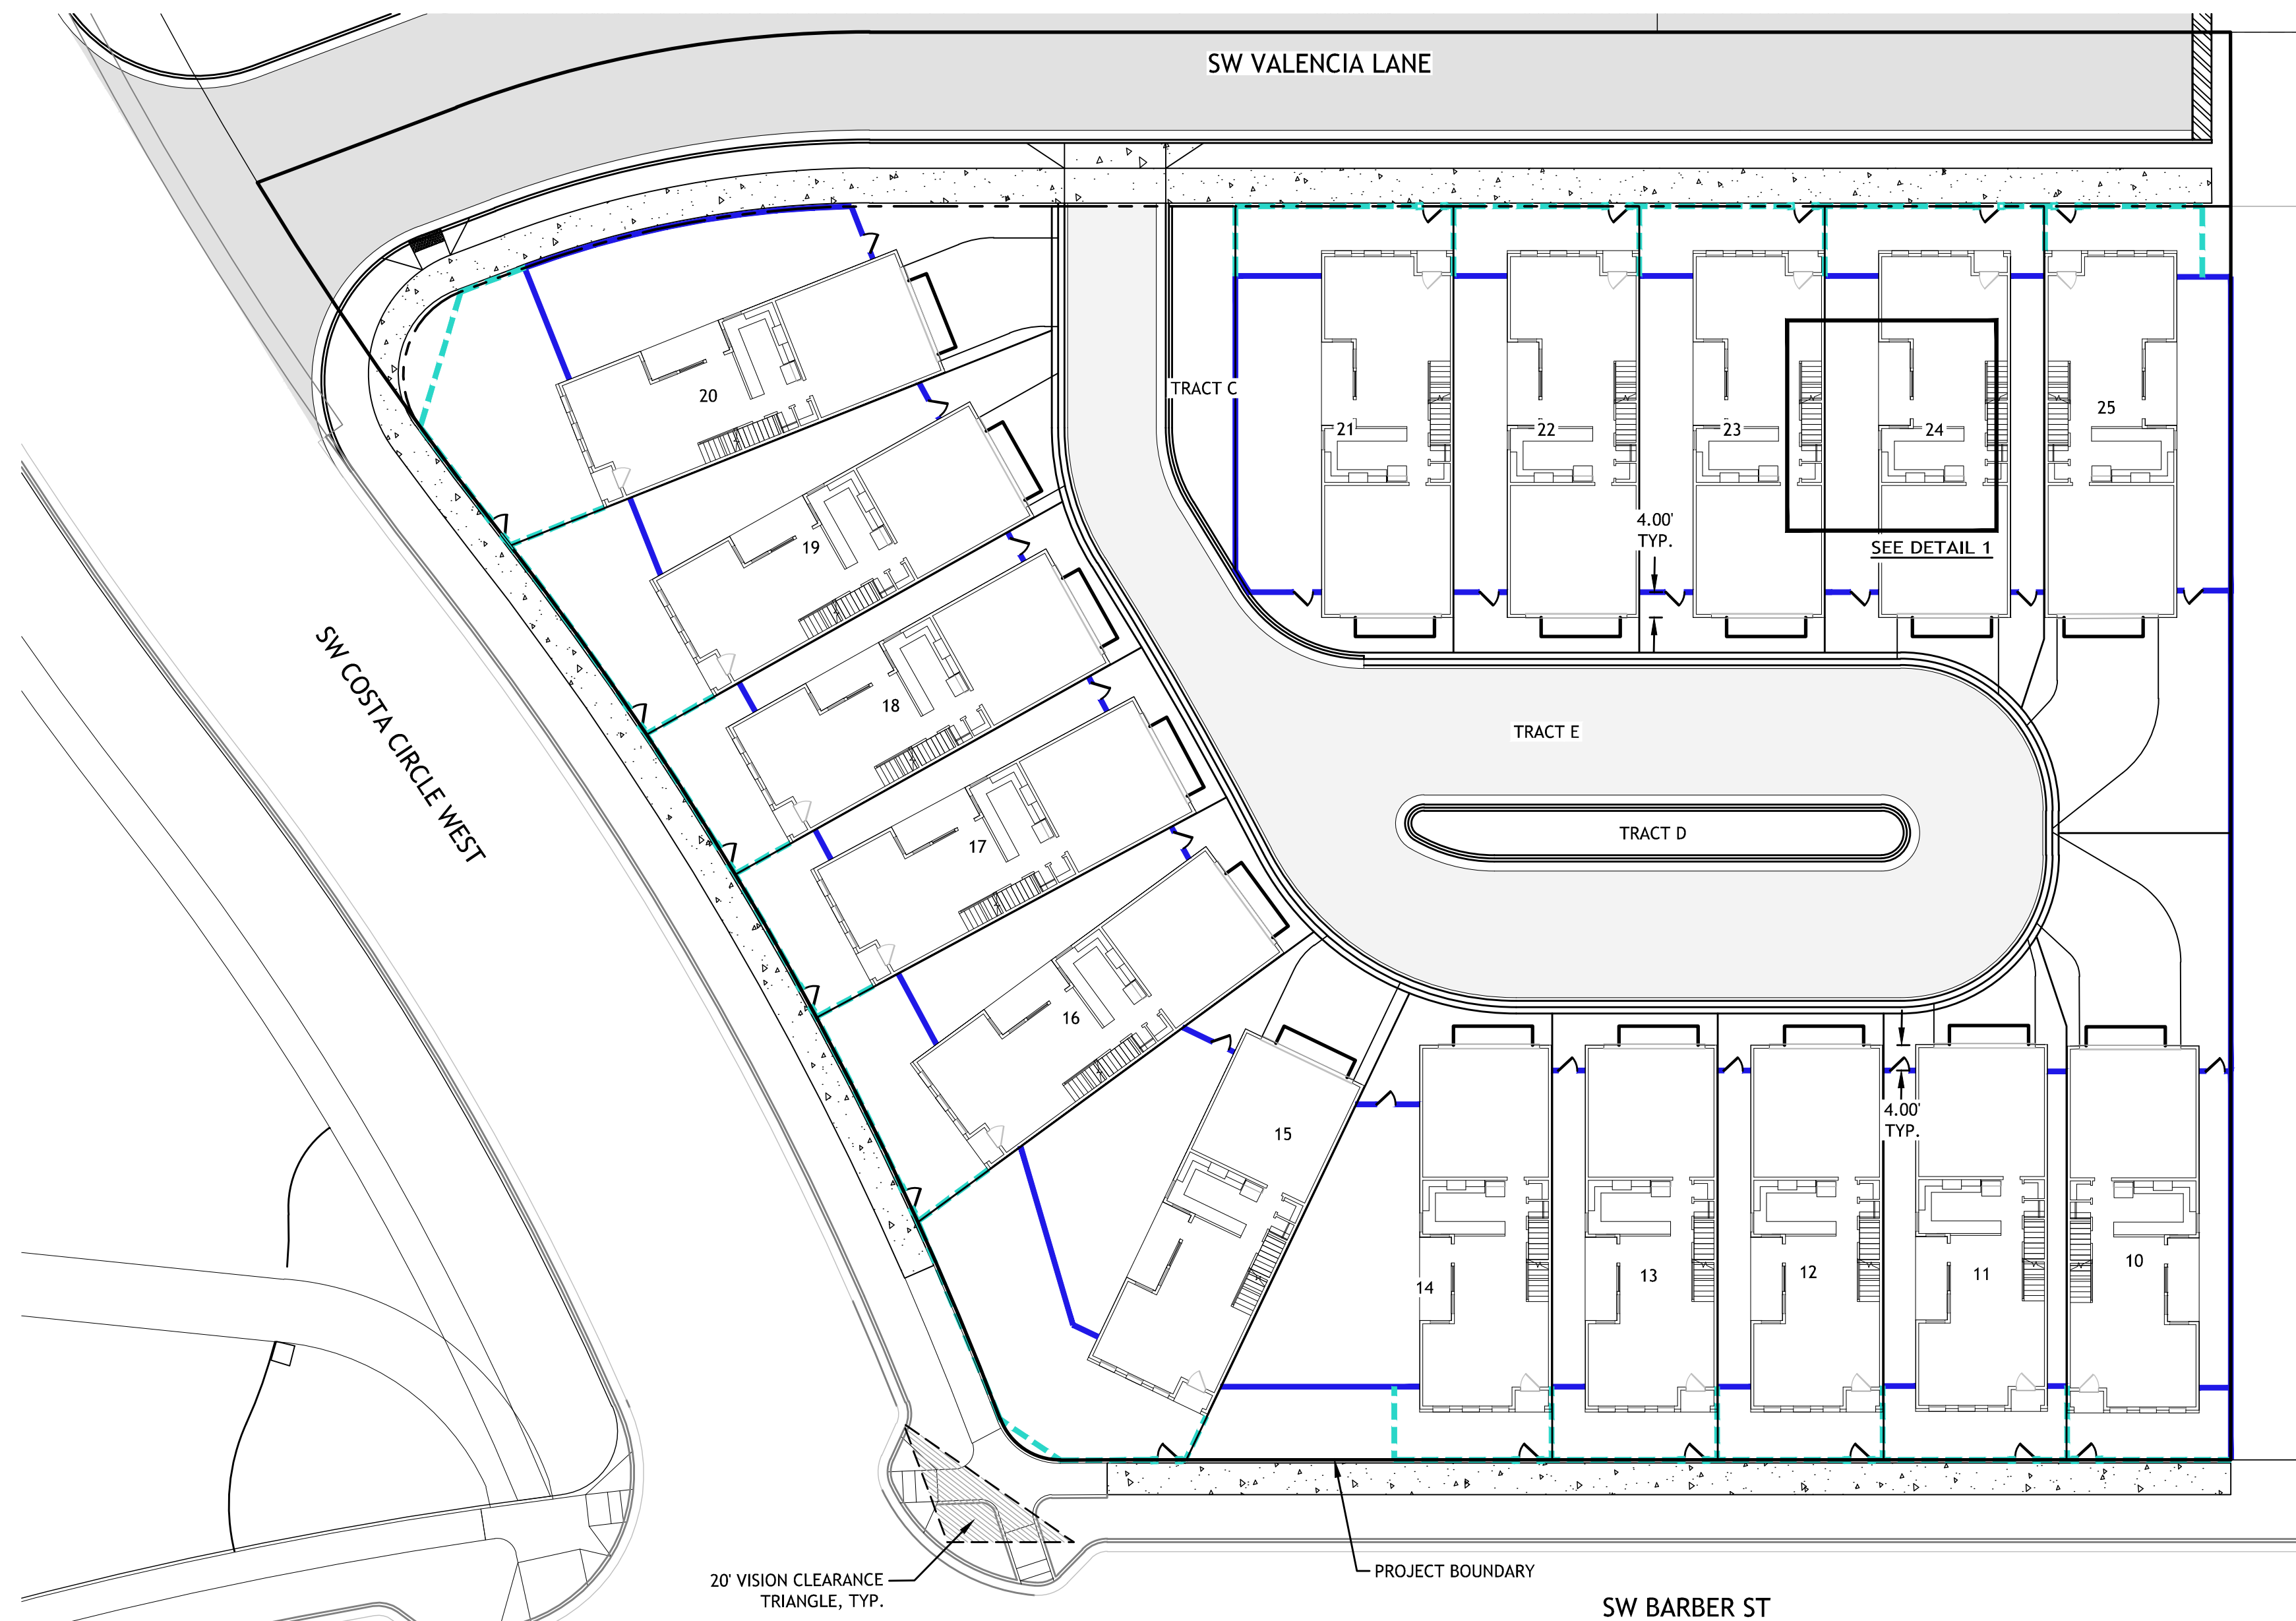 SW VALENCIA LANE
TRACT C
20
21
22
23
24
25
4.00'
TYP.
SEE DETAIL 1
19
SW COSTA CIRCLE WEST
18
TRACT E
17
TRACT D
16
15
4.00'
TYP.
14
13
12
11
10
20' VISION CLEARANCE
TRIANGLE, TYP.
PROJECT BOUNDARY
SW BARBER ST